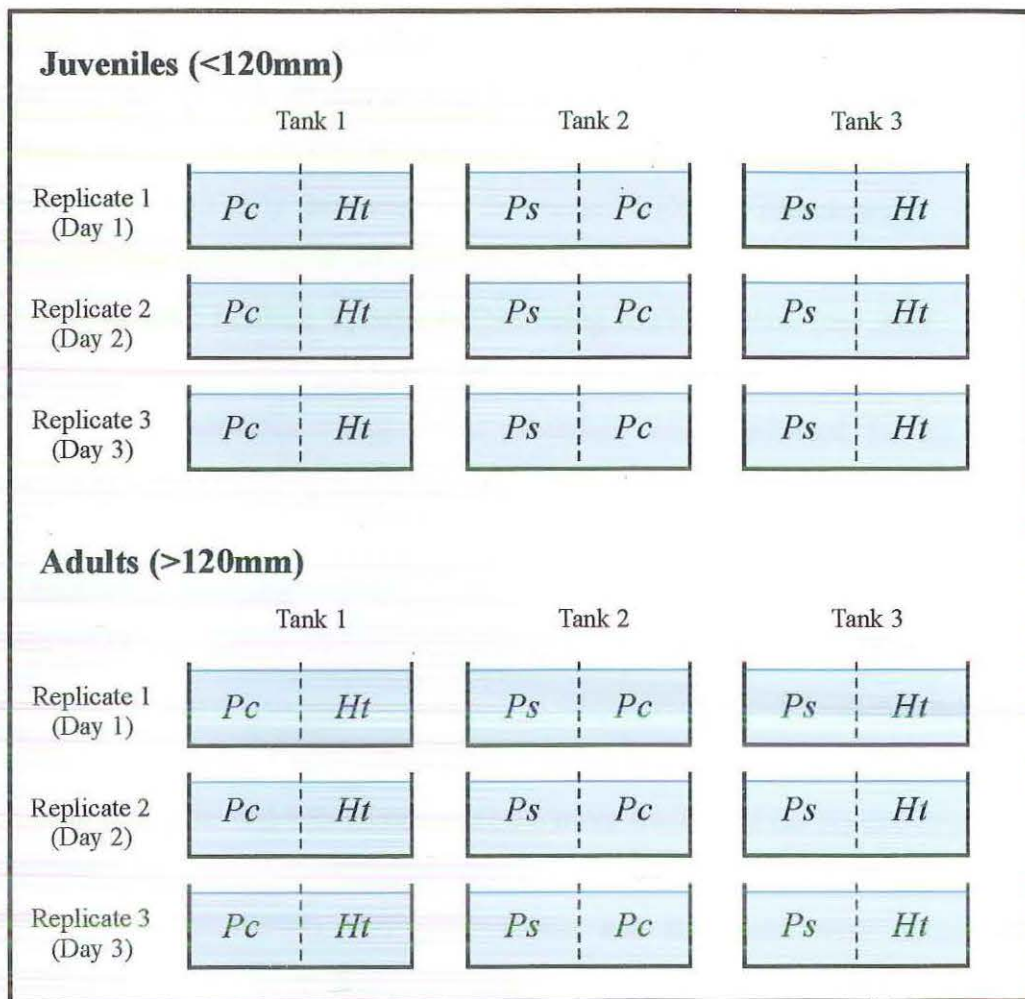 Juveniles (<120mm)
Tank 1 Tank 2 Tank 3
Replicate 1
(Day 1)
Pc Ht Ps Pc Ps Ht
Replicate 2
(Day 2)
Pc Ht Ps Pc Ps Ht
Replicate 3
(Day 3)
Pc Ht Ps Pc Ps Ht
Adults (>120mm)
Tank 1 Tank 2 Tank 3
Replicate 1
(Day 1)
Pc Ht Ps Pc Ps Ht
Replicate 2
(Day 2)
Pc Ht Ps Pc Ps Ht
Replicate 3
(Day 3)
Pc Ht Ps Pc Ps Ht